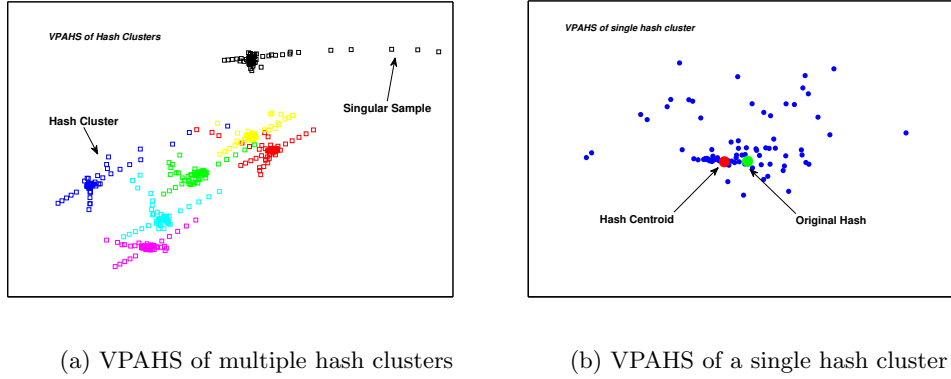 VPAHS of Hash Clusters
Singular Sample
Hash Cluster
(a) VPAHS of multiple hash clusters
VPAHS of single hash cluster
Hash Centroid
Original Hash
(b) VPAHS of a single hash cluster